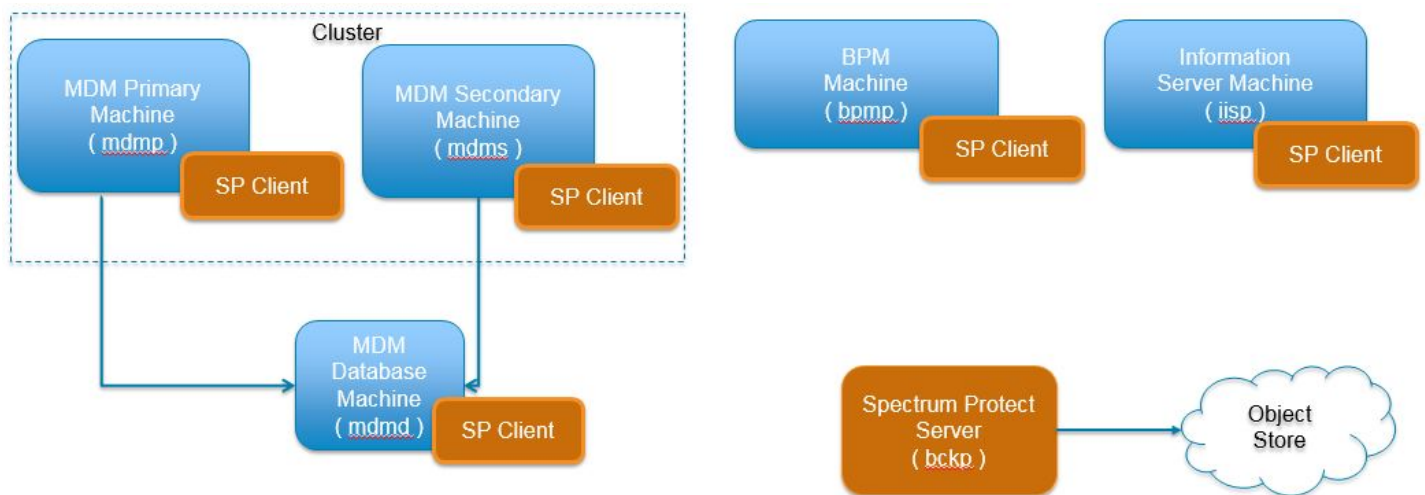 Cluster
MDM Primary
Machine
( mdmp )
SP Client
MDM Secondary
Machine
( mdms )
SP Client
BPM
Machine
( bpmp )
SP Client
Information
Server Machine
( iisp )
SP Client
MDM
Database
Machine
( mdmd )
SP Client
Spectrum Protect
Server
( bckp )
Object
Store